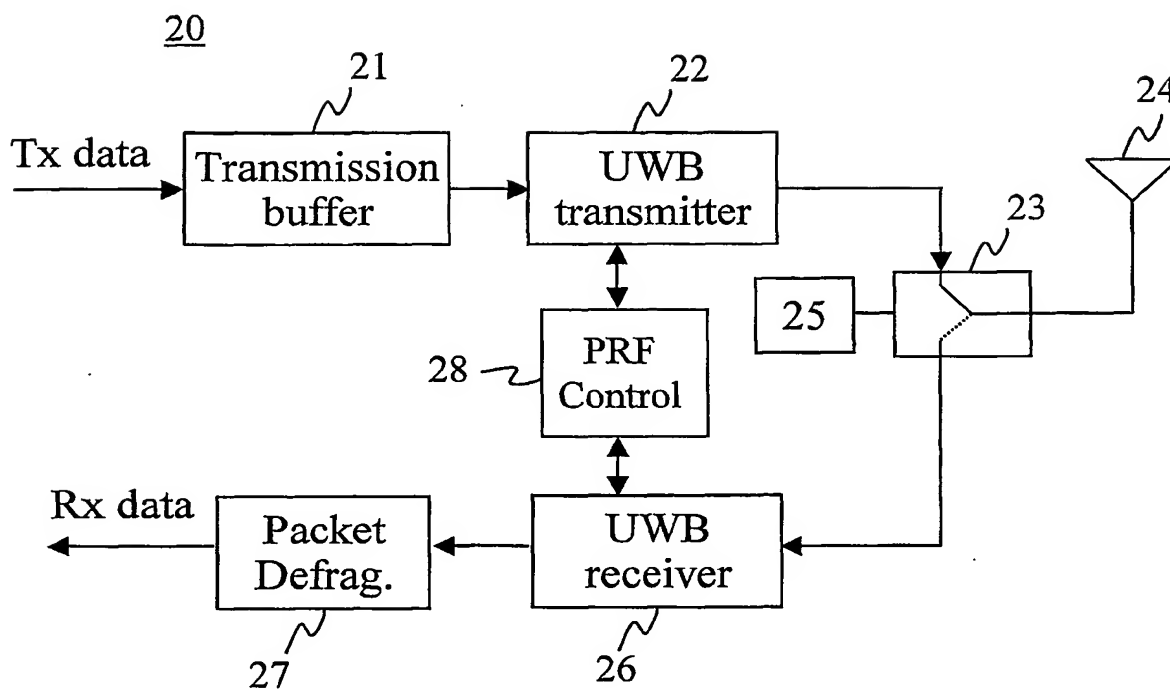 20
21
22
24
Tx data
Transmission
buffer
UWB
transmitter
23
25
28
PRF
Control
Rx data
Packet
Defrag.
UWB
receiver
27
26